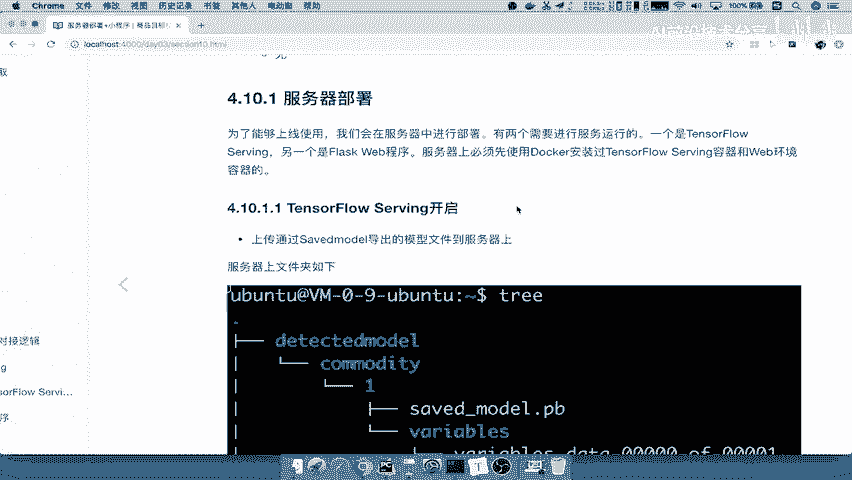 Chrome 文件 修改 视图 历史记录 书签 其他人 电动窗 帮助
100%
服务器部署+小程序 | 商品目标
localhost:4000/day03/section10.html
取
4.10.1 服务器部署
为了能够上线使用，我们会在服务器中进行部署。有两个需要进行服务运行的。一个是TensorFlow
Serving，另一个是Flask Web程序。服务器上必须先使用Docker安装过TensorFlow Serving容器和Web环境
容器的。
4.10.1.1 TensorFlow Serving开启
• 上传通过Savedmodel导出的模型文件到服务器上
服务器上文件夹如下
ubuntu@VM-0-9-ubuntu:~$ tree
.
├── detectedmodel
│ └── commodity
│ └── 1
│ ├── saved_model.pb
│ └── variables
│ ├── variables.data-00000-of-00001
对接逻辑
g
sorFlow Servi...
序